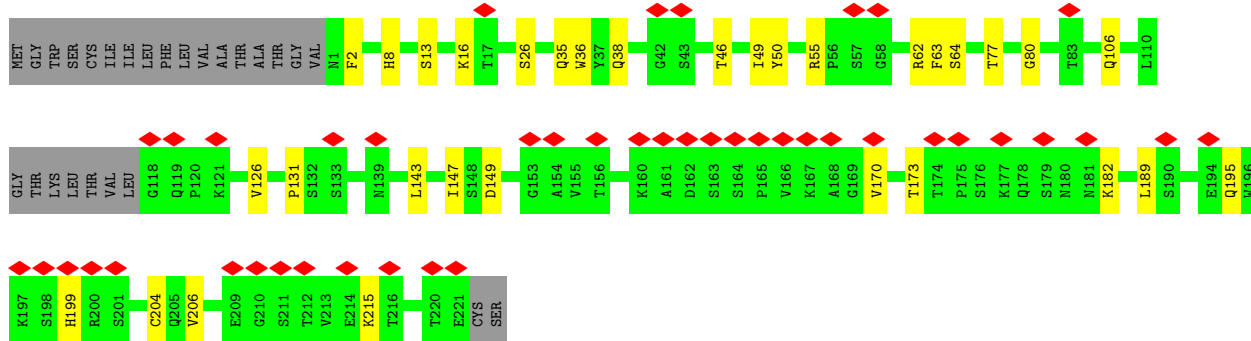 MET GLY TRP SER CYS ILE ILE LEU PHE LEU VAL ALA THR ALA THR GLY VAL N1 F2 H8 S13 K16 T17 S26 Q35 W36 Y37 Q38 G42 S43 T46 I49 Y50 R55 P56 S57 G58 R62 F63 S64 T77 G80 T83 Q106 L110
GLY THR LYS LEU THR VAL LEU G118 Q119 P120 K121 V126 P131 S132 S133 N139 L143 I147 S148 D149 G153 A154 V155 T156 K160 A161 D162 S163 S164 P165 V166 K167 A168 G169 V170 T173 T174 P175 S176 K177 Q178 S179 N180 N181 K182 L189 S190 E194 Q195 W196
K197 S198 H199 R200 S201 C204 Q205 V206 E209 G210 S211 T212 V213 E214 K215 T216 T220 E221 CYS SER